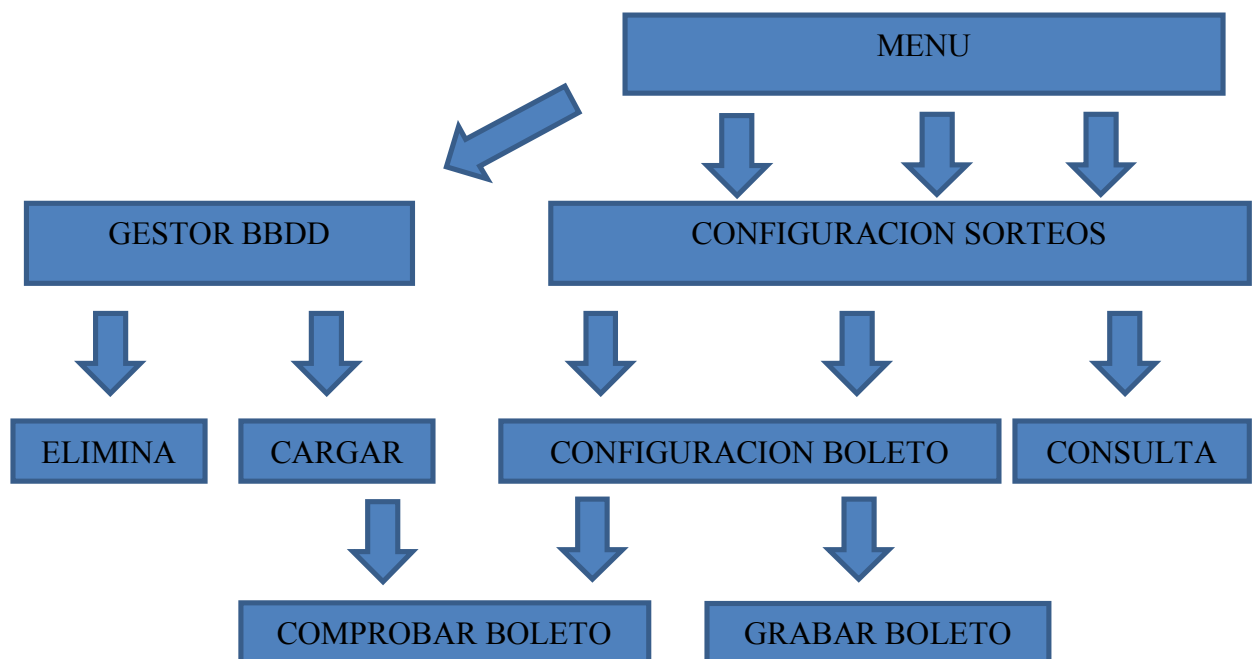 MENU
GESTOR BBDD
CONFIGURACION SORTEOS
ELIMINA
CARGAR
CONFIGURACION BOLETO
CONSULTA
COMPROBAR BOLETO
GRABAR BOLETO